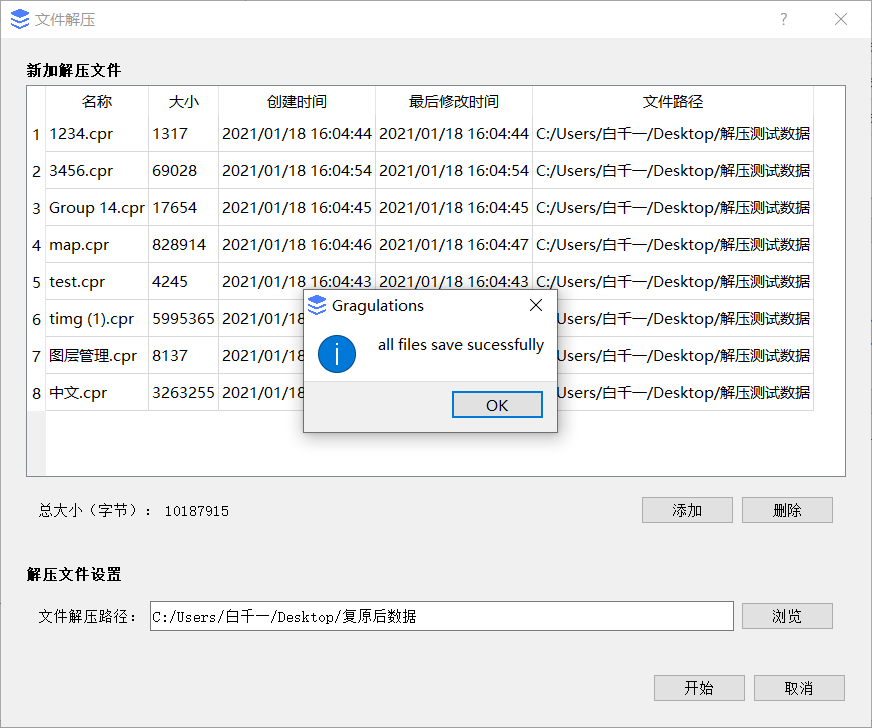 文件解压
?
新加解压文件
名称 大小 创建时间 最后修改时间 文件路径
1 1234.cpr 1317 2021/01/18 16:04:44 2021/01/18 16:04:44 C:/Users/白千一/Desktop/解压测试数据
2 3456.cpr 69028 2021/01/18 16:04:54 2021/01/18 16:04:54 C:/Users/白千一/Desktop/解压测试数据
3 Group 14.cpr 17654 2021/01/18 16:04:45 2021/01/18 16:04:45 C:/Users/白千一/Desktop/解压测试数据
4 map.cpr 828914 2021/01/18 16:04:46 2021/01/18 16:04:47 C:/Users/白千一/Desktop/解压测试数据
5 test.cpr 4245 2021/01/18 16:04:43 2021/01/18 16:04:43 C:/Users/白千一/Desktop/解压测试数据
6 timg (1).cpr 5995365 2021/01/18 Users/白千一/Desktop/解压测试数据
7 图层管理.cpr 8137 2021/01/18 Users/白千一/Desktop/解压测试数据
8 中文.cpr 3263255 2021/01/18 Users/白千一/Desktop/解压测试数据
Gragulations
all files save sucessfully
OK
总大小（字节）： 10187915
添加 删除
解压文件设置
文件解压路径： C:/Users/白千一/Desktop/复原后数据 浏览
开始 取消